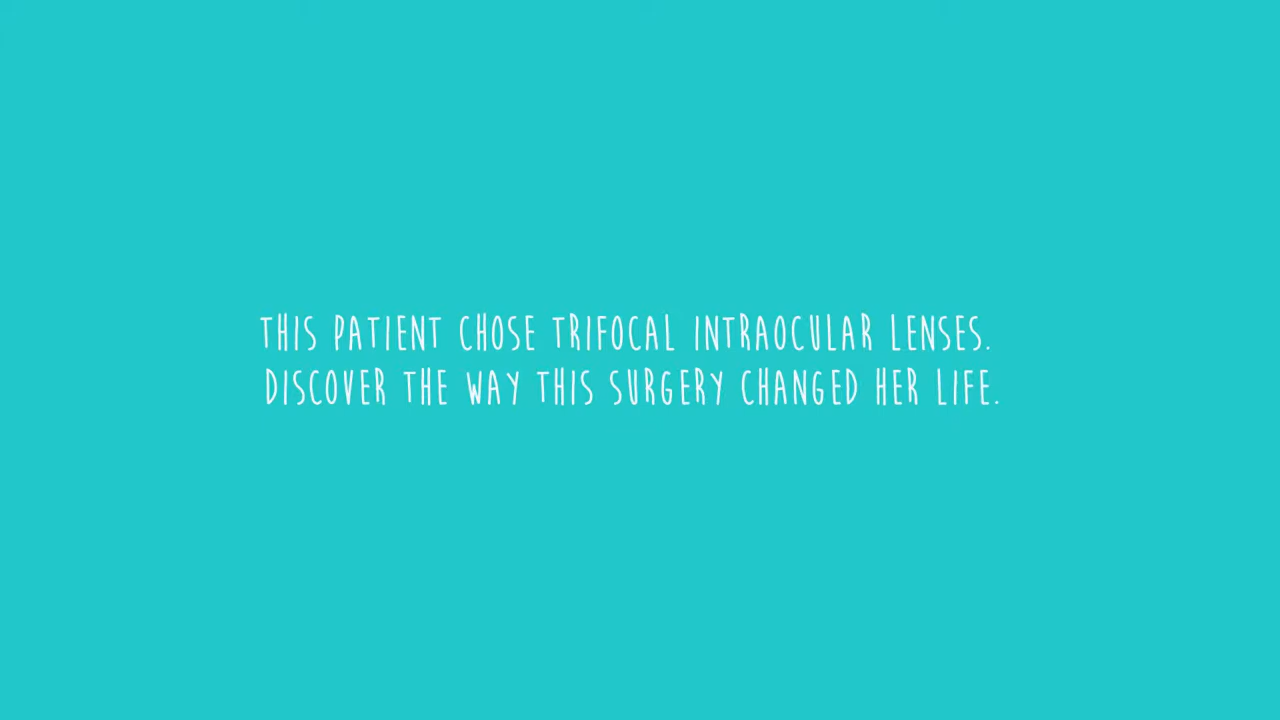 THIS PATIENT CHOSE TRIFOCAL INTRAOCULAR LENSES.
DISCOVER THE WAY THIS SURGERY CHANGED HER LIFE.